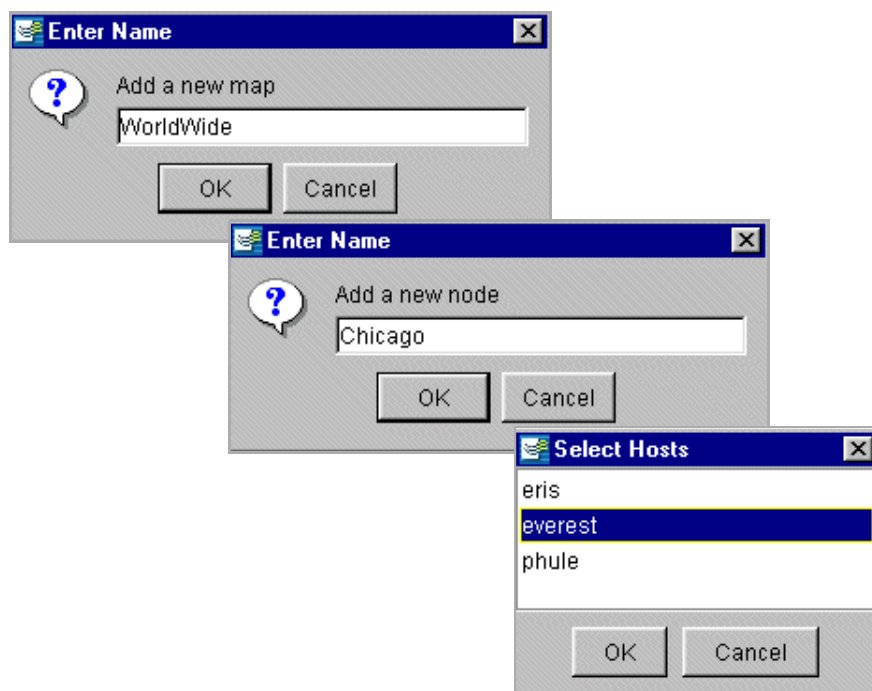 Enter Name
Add a new map
WorldWide
OK Cancel
Enter Name
Add a new node
Chicago
OK Cancel
Select Hosts
eris
everest
phule
OK Cancel